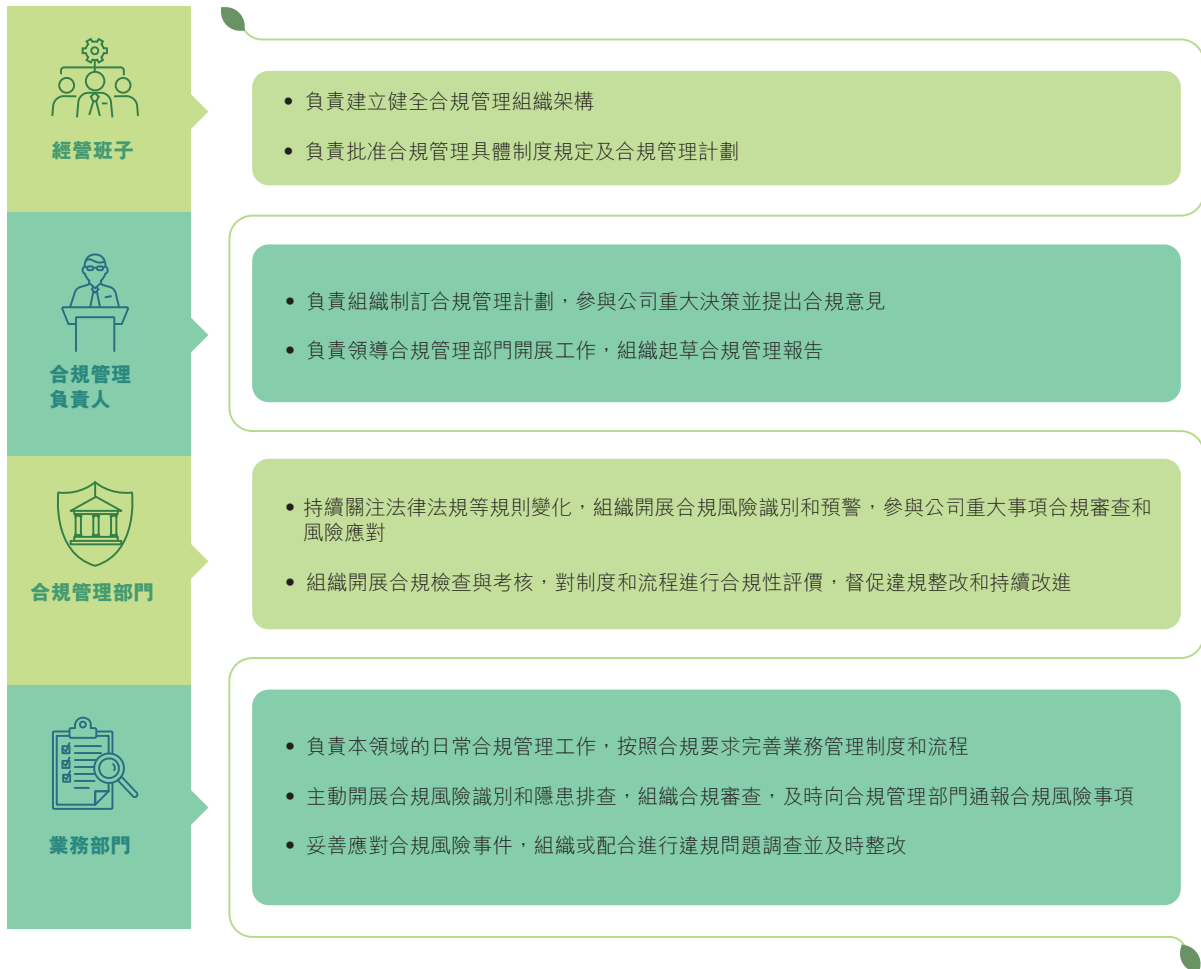 經營班子
• 負責建立健全合規管理組織架構
• 負責批准合規管理具體制度規定及合規管理計劃
合規管理
負責人
• 負責組織制訂合規管理計劃，參與公司重大決策並提出合規意見
• 負責領導合規管理部門開展工作，組織起草合規管理報告
合規管理部門
• 持續關注法律法規等規則變化，組織開展合規風險識別和預警，參與公司重大事項合規審查和
風險應對
• 組織開展合規檢查與考核，對制度和流程進行合規性評價，督促違規整改和持續改進
業務部門
• 負責本領域的日常合規管理工作，按照合規要求完善業務管理制度和流程
• 主動開展合規風險識別和隱患排查，組織合規審查，及時向合規管理部門通報合規風險事項
• 妥善應對合規風險事件，組織或配合進行違規問題調查並及時整改